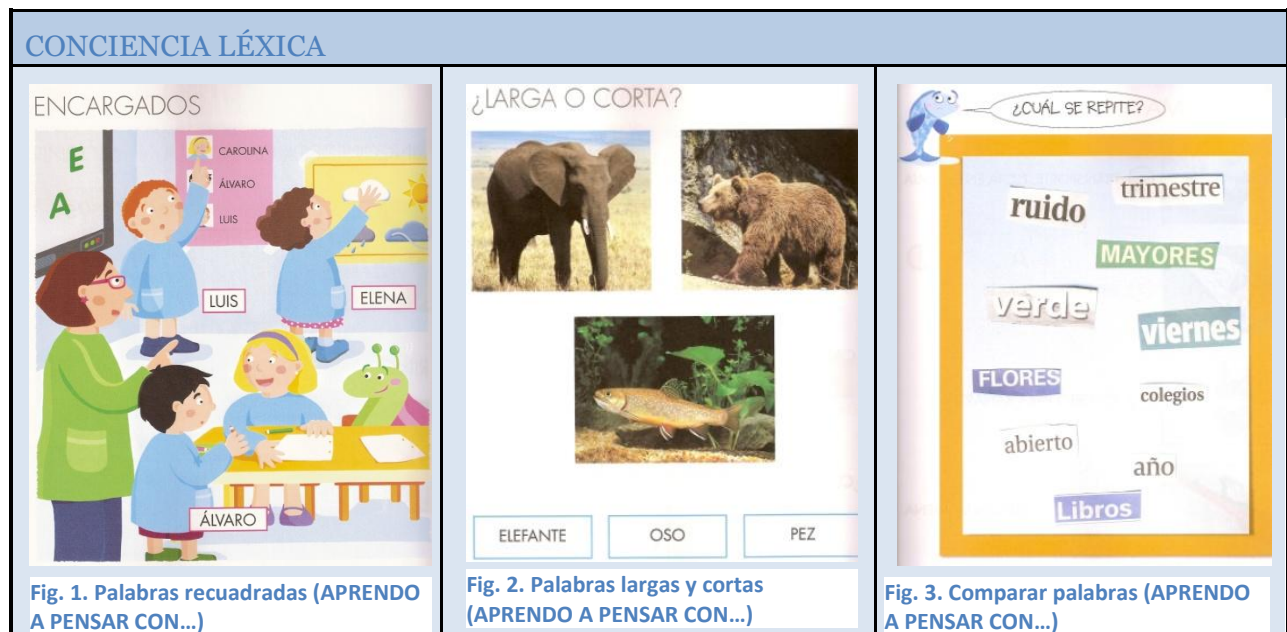 CONCIENCIA LÉXICA
ENCARGADOS
E
A
CAROLINA
ÁLVARO
LUIS
LUIS
ELENA
ÁLVARO
Fig. 1. Palabras recuadradas (APRENDO
A PENSAR CON...)
¿LARGA O CORTA?
ELEFANTE
OSO
PEZ
Fig. 2. Palabras largas y cortas
(APRENDO A PENSAR CON...)
¿CUÁL SE REPITE?
ruido
trimestre
MAYORES
verde
viernes
FLORES
colegios
abierto
año
Libros
Fig. 3. Comparar palabras (APRENDO
A PENSAR CON...)